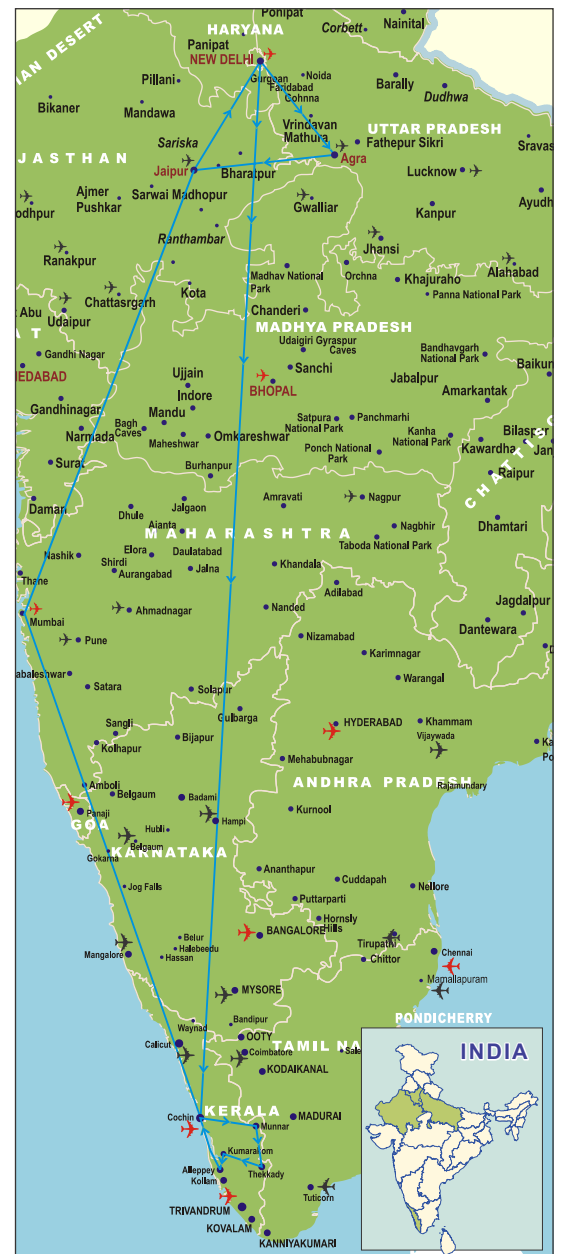 Ponipat
Nainital
Corbett
HARYANA
Panipat
NEW DELHI
IAN DESERT
Gurgoan
Noida
Faridabad
Cohnna
Barally
Dudhwa
Pillani
Bikaner
Mandawa
Vrindavan
Mathura
UTTAR PRADESH
Fathepur Sikri
Sravas
Sariska
JASTHAN
Jaipur
Bharatpur
Agra
Lucknow
Ajmer
Pushkar
Sarwai Madhopur
odhpur
Gwalliar
Kanpur
Ayudh
Ranthambar
Jhansi
Ranakpur
Alahabad
Madhav National
Park
Orchna
Khajuraho
Panna National Park
Kota
Chattasrgarh
t Abu
Udaipur
Chanderi
MADHYA PRADESH
A T
Gandhi Nagar
Udaigiri Gyraspur
Caves
Bandhavgarh
National Park
Sanchi
MEDABAD
BHOPAL
Jabalpur
Baikun
Ujjain
Indore
Amarkantak
Gandhinagar
Mandu
Satpura
National Park
Panchmarhi
Narmada
Bagh
Caves
Maheshwar
Omkareshwar
Kanha
National Park
Kawardha
Bilaspur
Jan
Ponch National
Park
Surat
Burhanpur
Raipur
CHATTISG
Daman
Dhule
Jalgaon
Amravati
Nagpur
Dhamtari
Ajanta
MAHARASHTRA
Nagbhir
Taboda National Park
Nashik
Elora
Daulatabad
Shirdi
Aurangabad
Jalna
Khandala
Thane
Adilabad
Mumbai
Ahmadnagar
Nanded
Jagdalpur
Dantewara
Nizamabad
Pune
Karimnagar
D
abaleshwar
Satara
Solapur
Warangal
Gulbarga
HYDERABAD
Khammam
Vijaywada
Sangli
Kolhapur
Bijapur
Ka
Po
Mehabubnagar
ANDHRA PRADESH
Rajamundary
Amboli
Belgaum
Badami
Panaji
GOA
Hampi
Kurnool
Hubli
Belgaum
KARNATAKA
Gokarna
Ananthapur
Jog Falls
Cuddapah
Nellore
Puttarparti
Hornsly
Hills
Belur
Halebeedu
Hassan
BANGALORE
Tirupathi
Chittor
Mangalore
Chennai
Mamallapuram
MYSORE
Bandipur
PONDICHERRY
Waynad
OOTY
TAMIL NA
Calicut
Coimbatore
Sale
KODAIKANAL
INDIA
Cochin
KERALA
Munnar
MADURAI
Kumarakom
Alleppey
Thekkady
Kollam
Tuticorn
TRIVANDRUM
KOVALAM
KANNIYAKUMARI